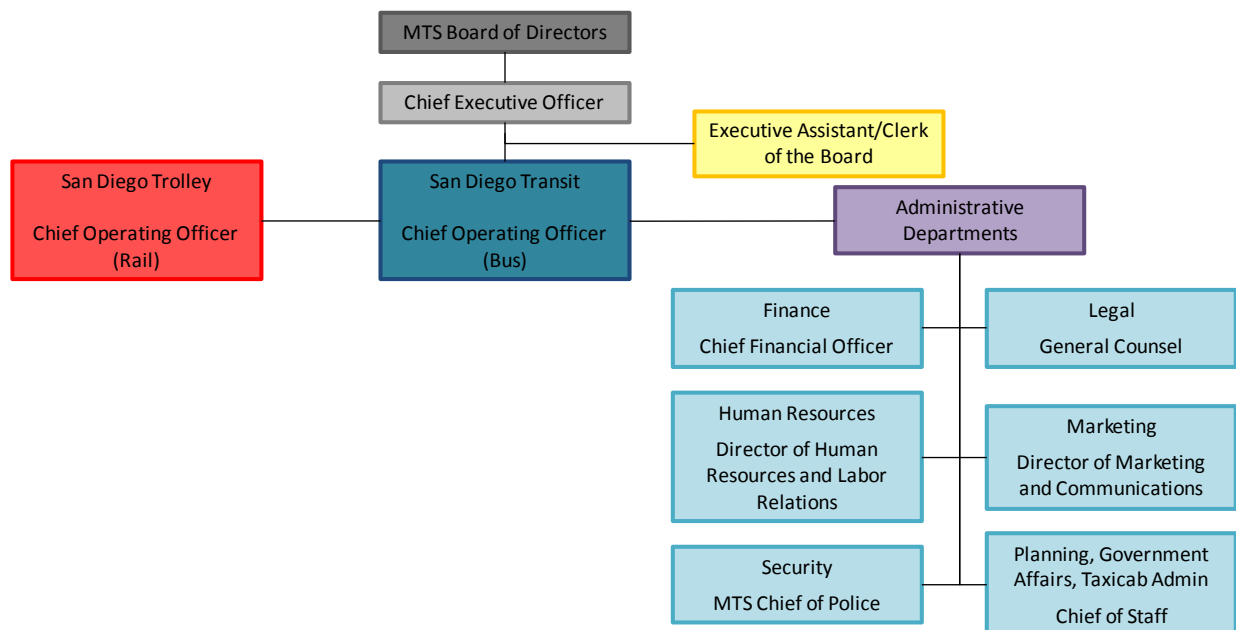 MTS Board of Directors
Chief Executive Officer
Executive Assistant/Clerk
of the Board
San Diego Trolley
Chief Operating Officer
(Rail)
San Diego Transit
Chief Operating Officer
(Bus)
Administrative
Departments
Finance
Chief Financial Officer
Legal
General Counsel
Human Resources
Director of Human
Resources and Labor
Relations
Marketing
Director of Marketing
and Communications
Security
MTS Chief of Police
Planning, Government
Affairs, Taxicab Admin
Chief of Staff